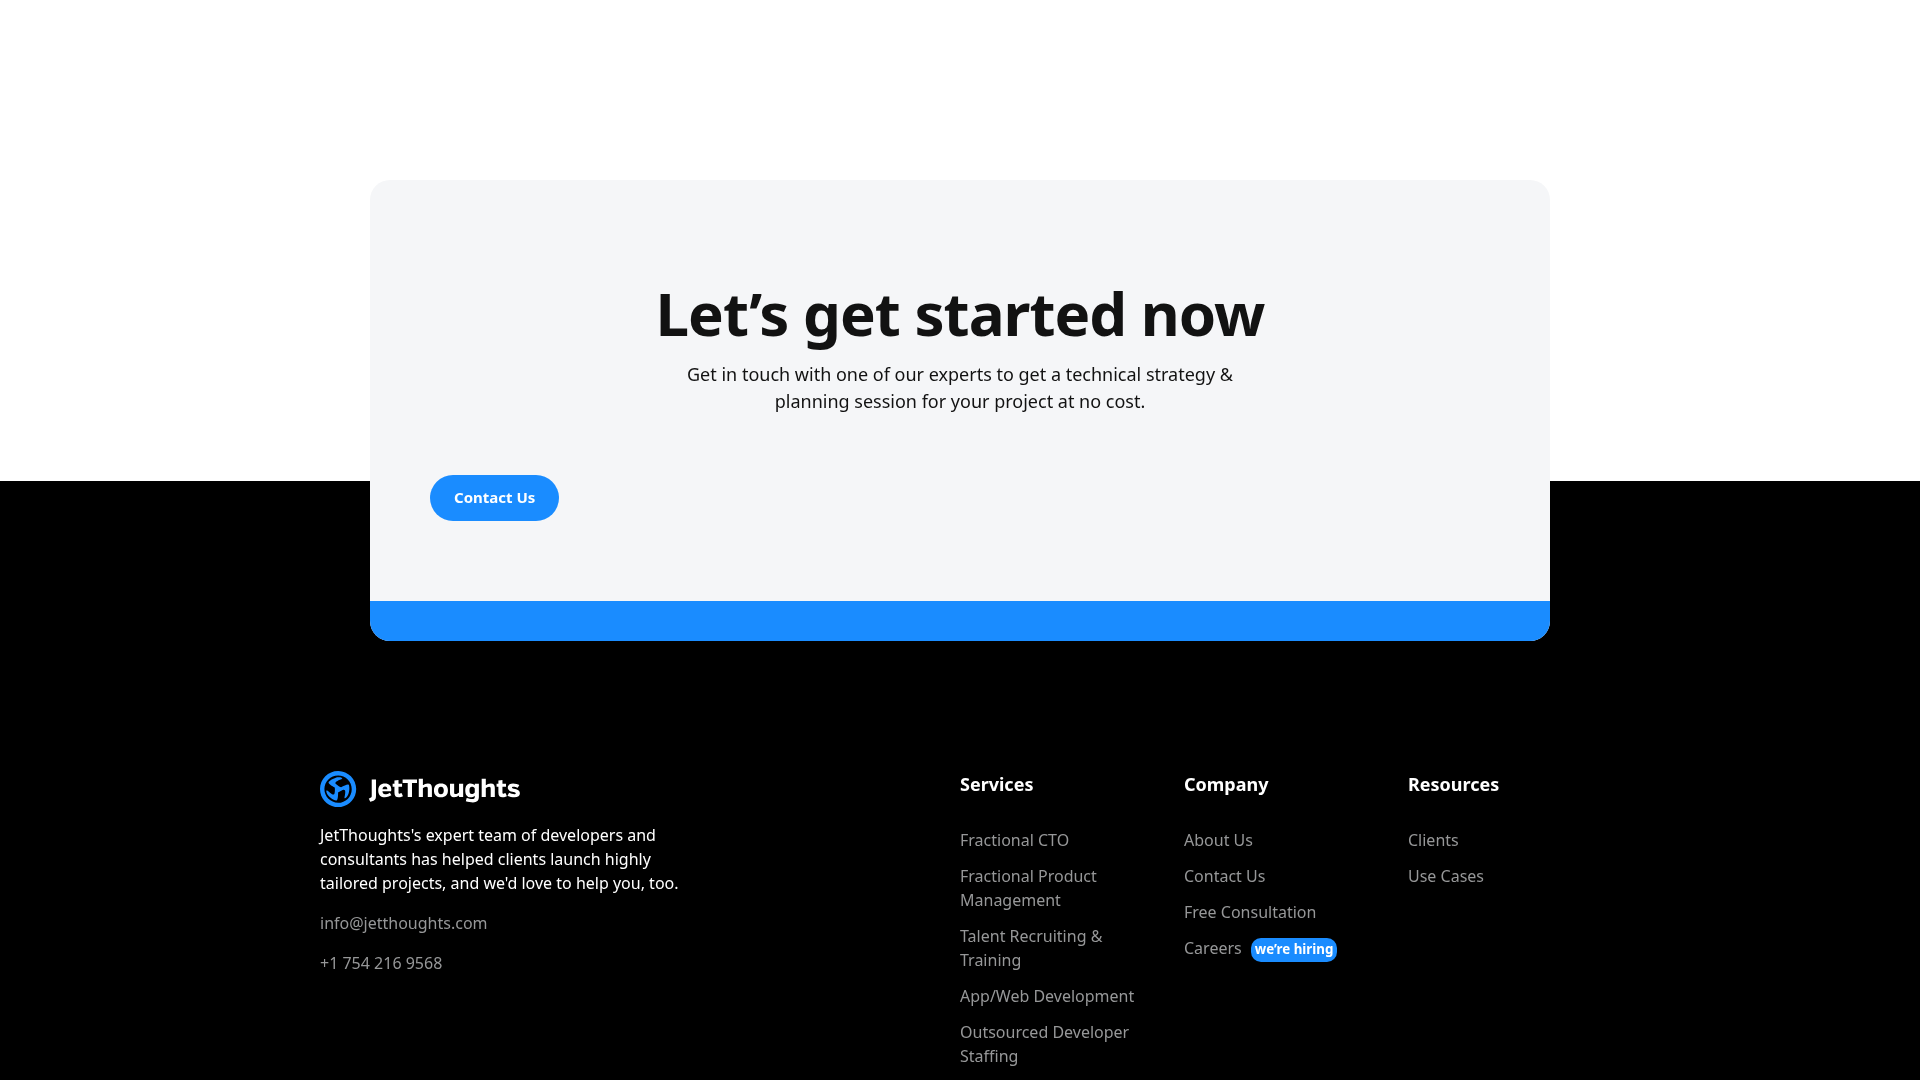 Let’s get started now
Get in touch with one of our experts to get a technical strategy &
planning session for your project at no cost.
Contact Us
JetThoughts
JetThoughts's expert team of developers and
consultants has helped clients launch highly
tailored projects, and we'd love to help you, too.
info@jetthoughts.com
+1 754 216 9568
Services
Fractional CTO
Fractional Product
Management
Talent Recruiting &
Training
App/Web Development
Outsourced Developer
Staffing
Company
About Us
Contact Us
Free Consultation
Careers we’re hiring
Resources
Clients
Use Cases